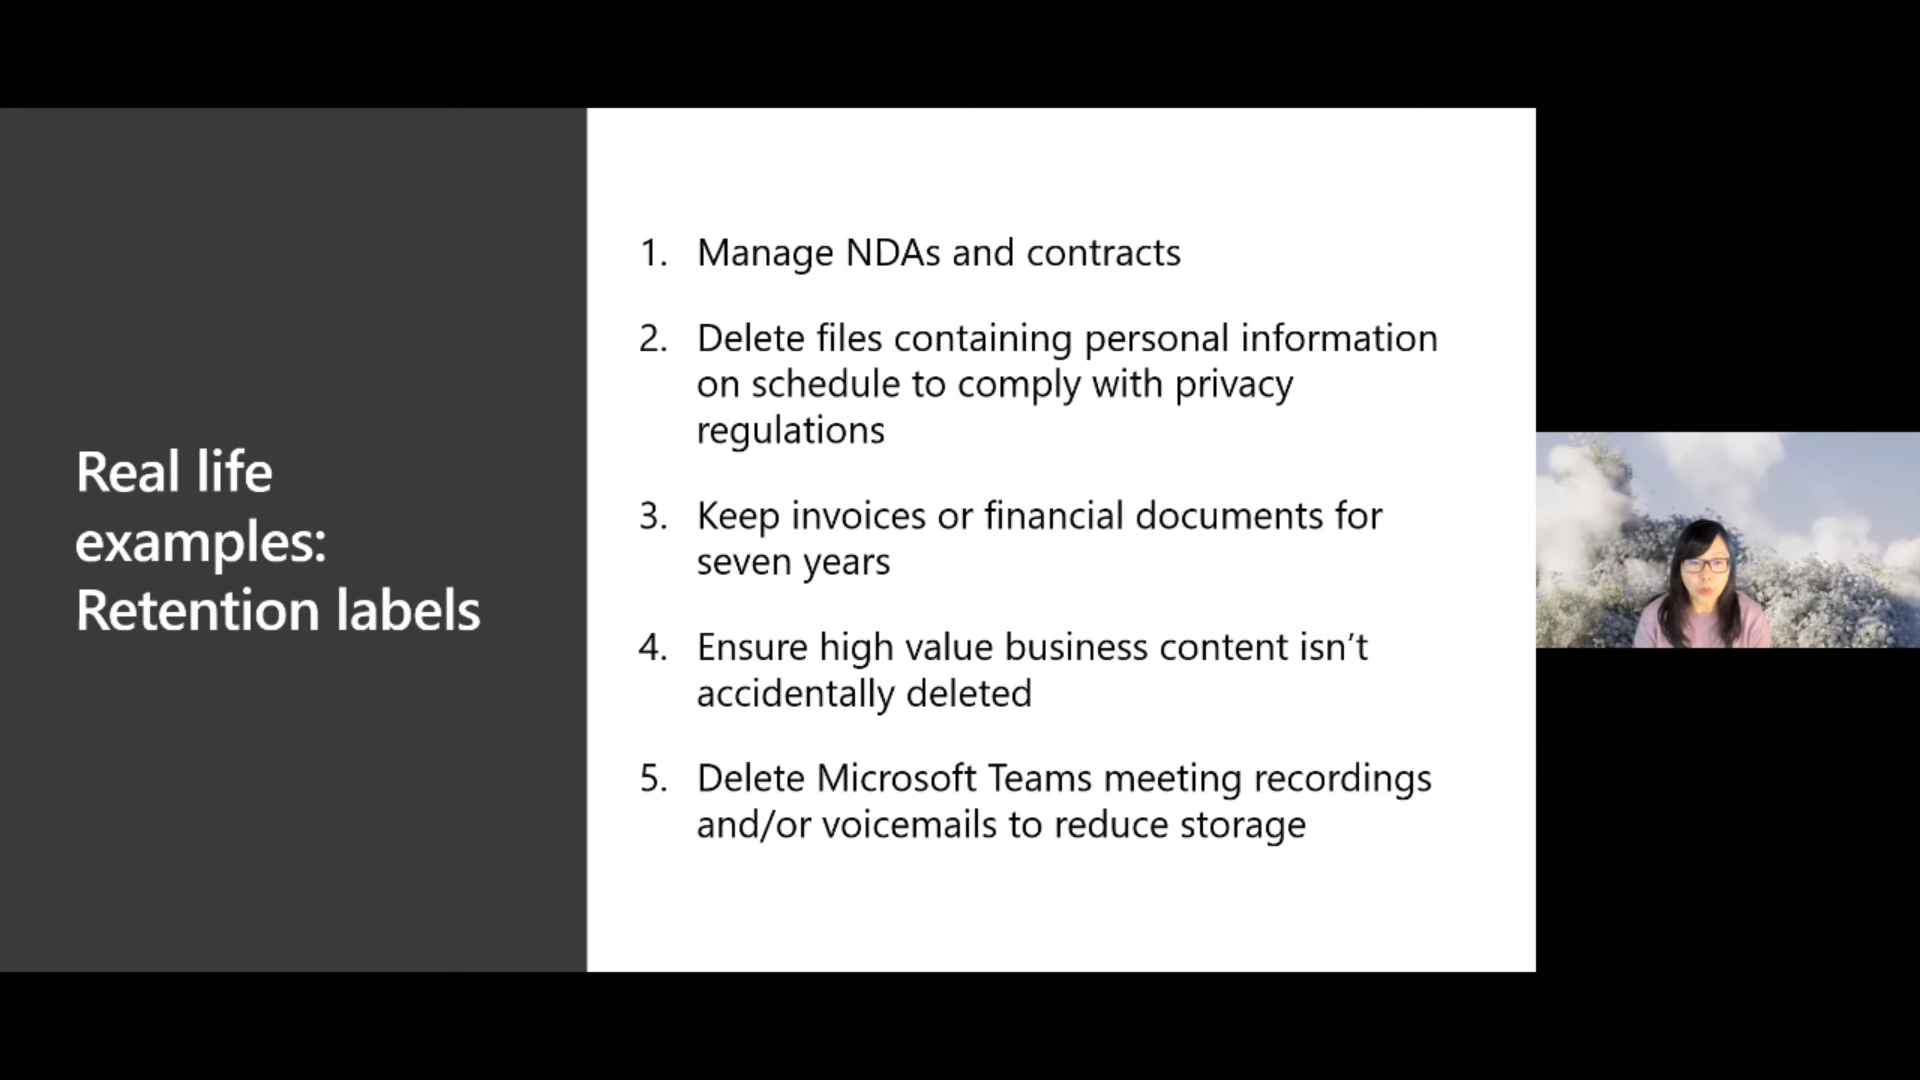 Real life
examples:
Retention labels
1. Manage NDAs and contracts
2. Delete files containing personal information
on schedule to comply with privacy
regulations
3. Keep invoices or financial documents for
seven years
4. Ensure high value business content isn’t
accidentally deleted
5. Delete Microsoft Teams meeting recordings
and/or voicemails to reduce storage